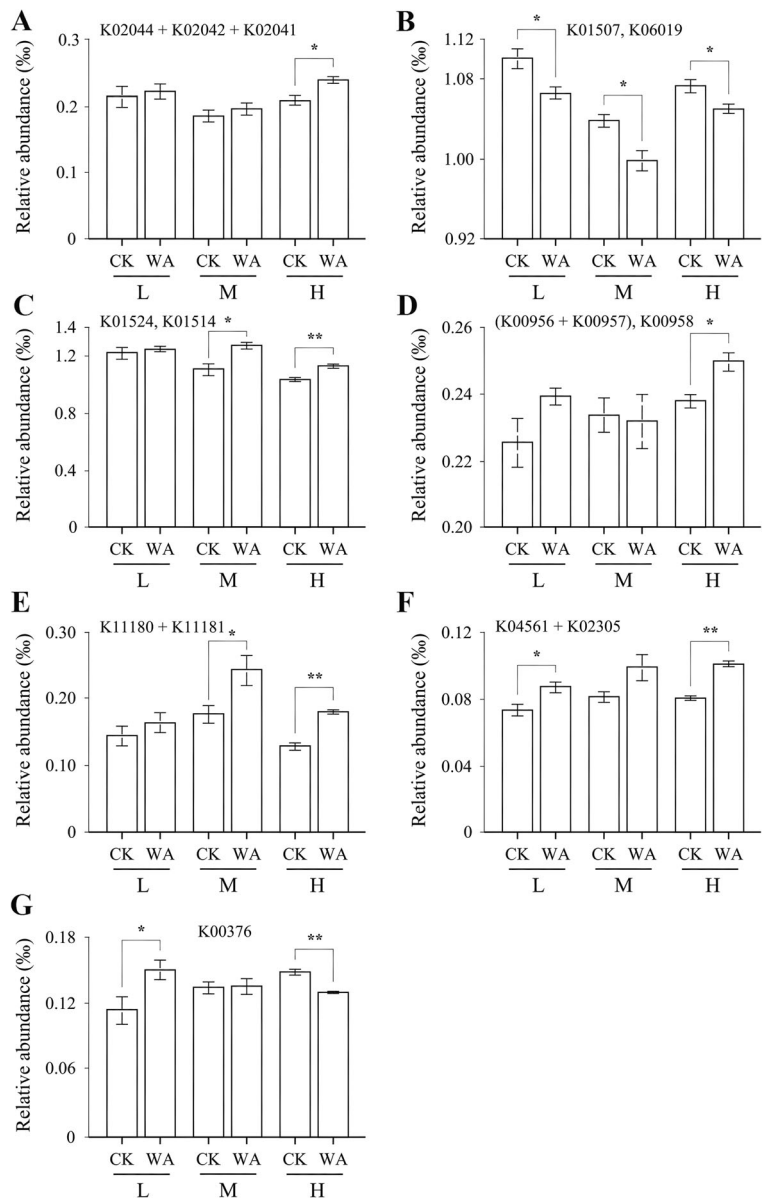 A
K02044 + K02042 + K02041
Relative abundance (‰)
0.3
0.2
0.1
0
*
CK WA CK WA CK WA
L M H
B
K01507, K06019
Relative abundance (‰)
1.12
1.08
1.00
0.92
* * *
CK WA CK WA CK WA
L M H
C
K01524, K01514
Relative abundance (‰)
1.4
1.2
0.8
0.4
0
* **
CK WA CK WA CK WA
L M H
D
(K00956 + K00957), K00958
Relative abundance (‰)
0.26
0.24
0.22
0.20
*
CK WA CK WA CK WA
L M H
E
K11180 + K11181
Relative abundance (‰)
0.30
0.20
0.10
0
* **
CK WA CK WA CK WA
L M H
F
K04561 + K02305
Relative abundance (‰)
0.12
0.08
0.04
0
* **
CK WA CK WA CK WA
L M H
G
K00376
Relative abundance (‰)
0.18
0.12
0.06
0
* **
CK WA CK WA CK WA
L M H